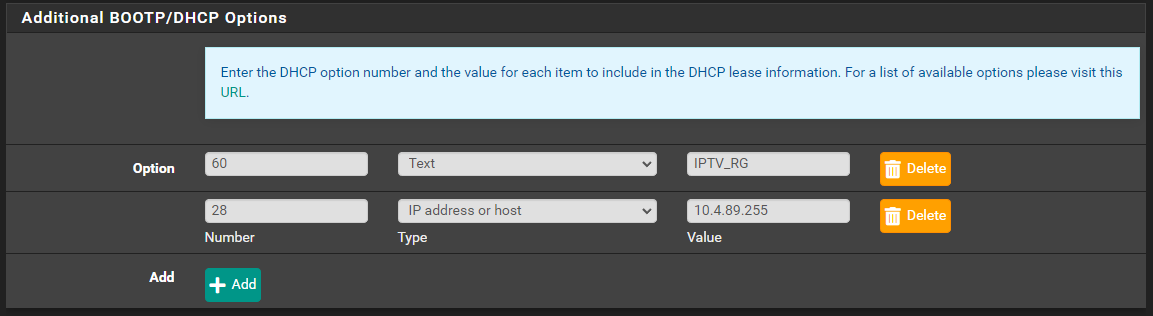 Additional BOOTP/DHCP Options
Enter the DHCP option number and the value for each item to include in the DHCP lease information. For a list of available options please visit this
URL.
Option 60 Text IPTV_RG Delete
28 IP address or host 10.4.89.255 Delete
Number Type Value
Add Add